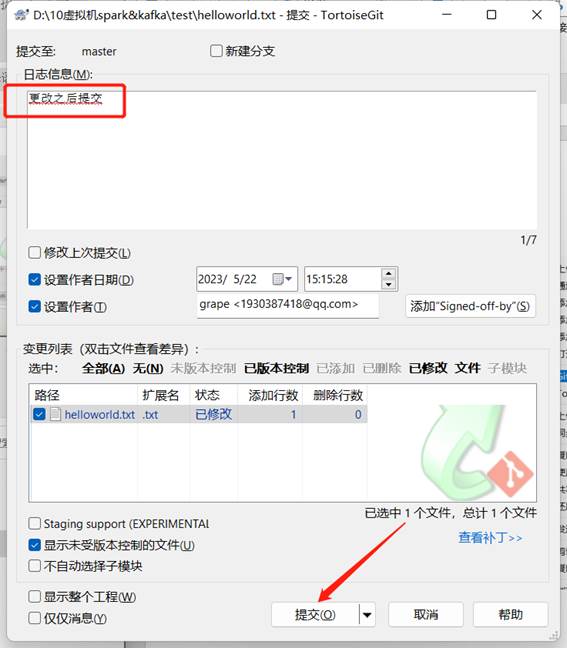 D:\10虚拟机spark&kafka\test\helloworld.txt - 提交 - TortoiseGit
提交至: master 新建分支
日志信息(M):
更改之后提交
1/7
修改上次提交(L)
设置作者日期(D) 2023/ 5/22 15:15:28
设置作者(T) grape <1930387418@qq.com> 添加“Signed-off-by”(S)
变更列表（双击文件查看差异）:
选中: 全部(A) 无(N) 未版本控制 已版本控制 已添加 已删除 已修改 文件 子模块
路径 扩展名 状态 添加行数 删除行数
helloworld.txt .txt 已修改 1 0
已选中 1 个文件，总计 1 个文件
Staging support (EXPERIMENTAL
查看补丁>>
显示未受版本控制的文件(U)
不自动选择子模块
显示整个工程(W)
仅仅消息(Y)
提交(O) 取消 帮助